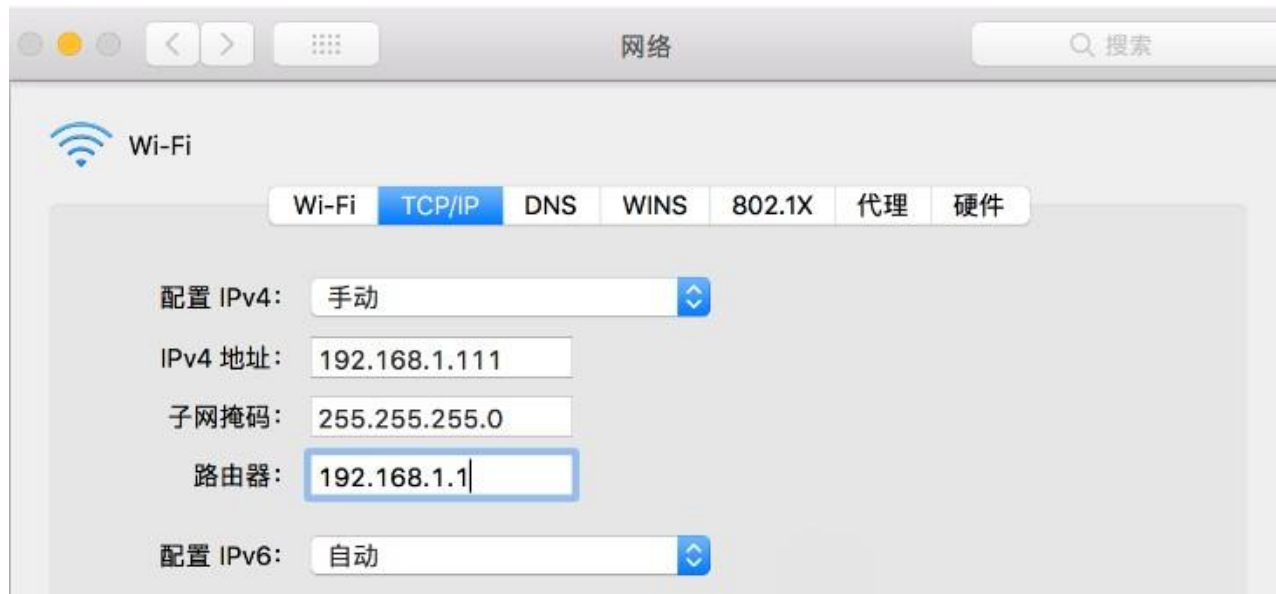 网络
搜索
Wi-Fi
Wi-Fi TCP/IP DNS WINS 802.1X 代理 硬件
配置 IPv4: 手动
IPv4 地址: 192.168.1.111
子网掩码: 255.255.255.0
路由器: 192.168.1.1
配置 IPv6: 自动